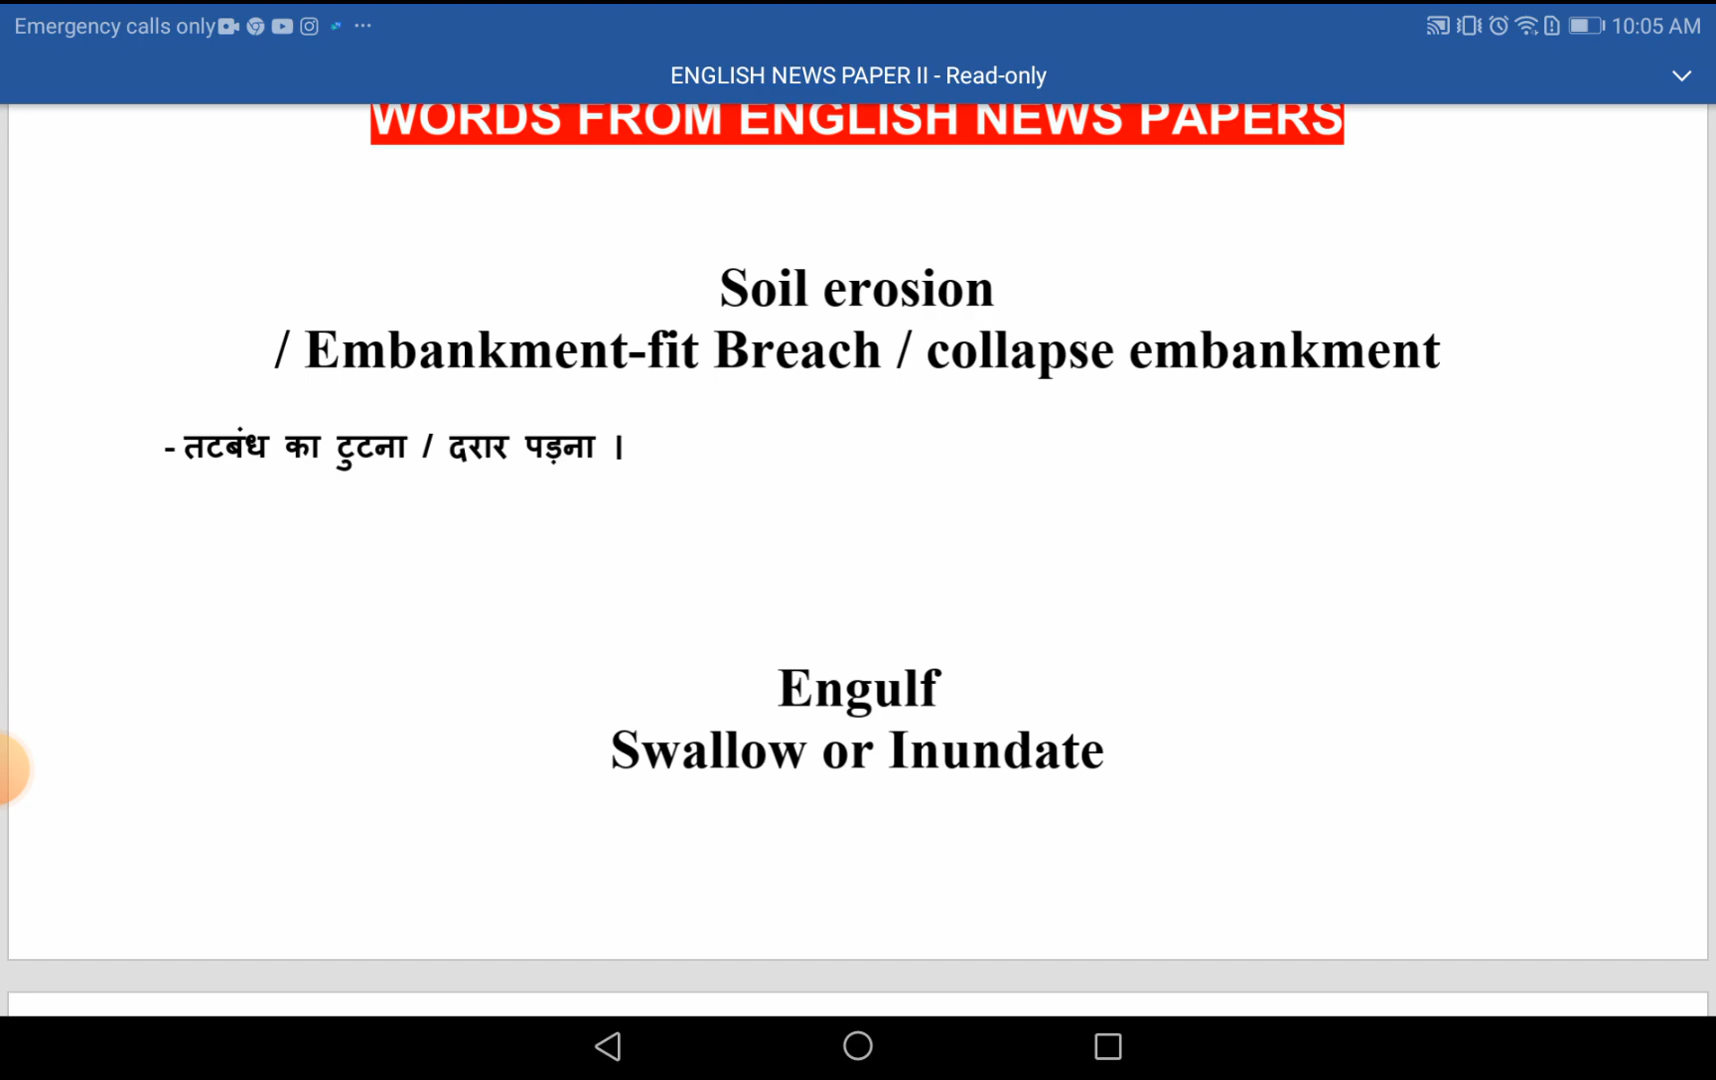 Emergency calls only
10:05 AM
ENGLISH NEWS PAPER II - Read-only
WORDS FROM ENGLISH NEWS PAPERS
Soil erosion
/ Embankment-fit Breach / collapse embankment
- तटबंध का टुटना / दरार पड़ना ।
Engulf
Swallow or Inundate